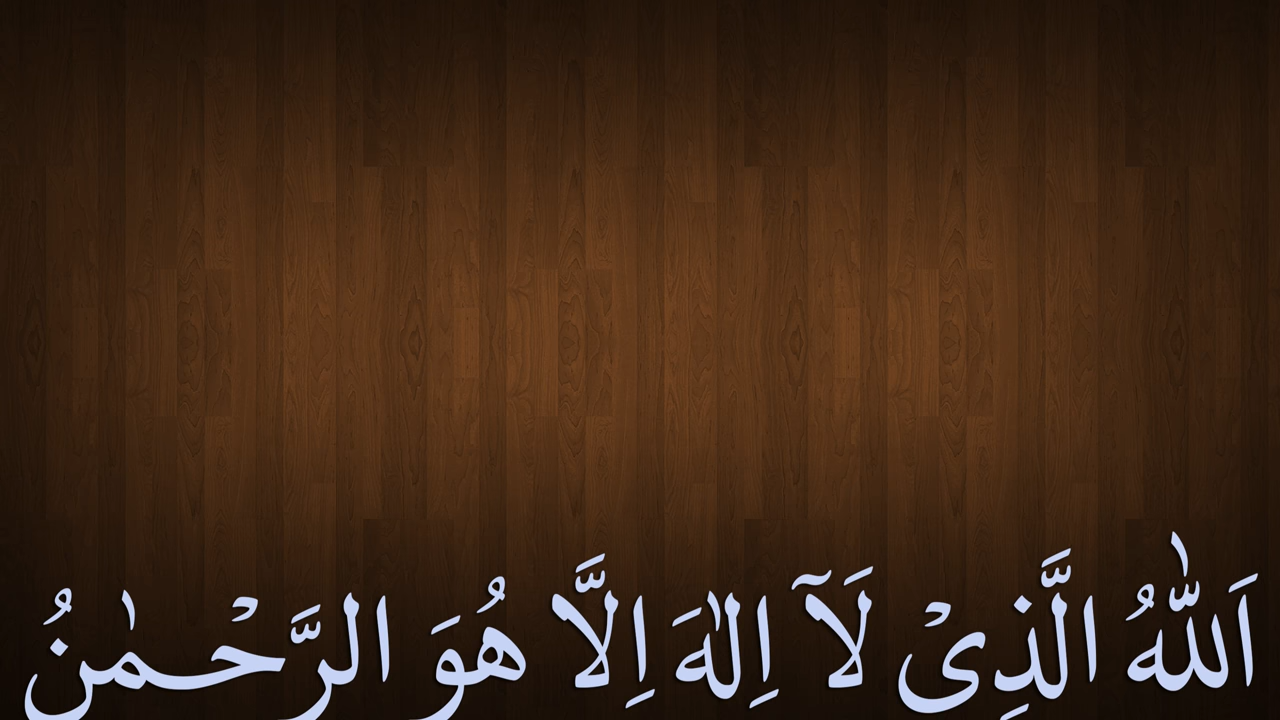 اَللّٰهُ الَّذِیْ لَآ اِلٰهَ اِلَّا هُوَ الرَّحْمٰنُ